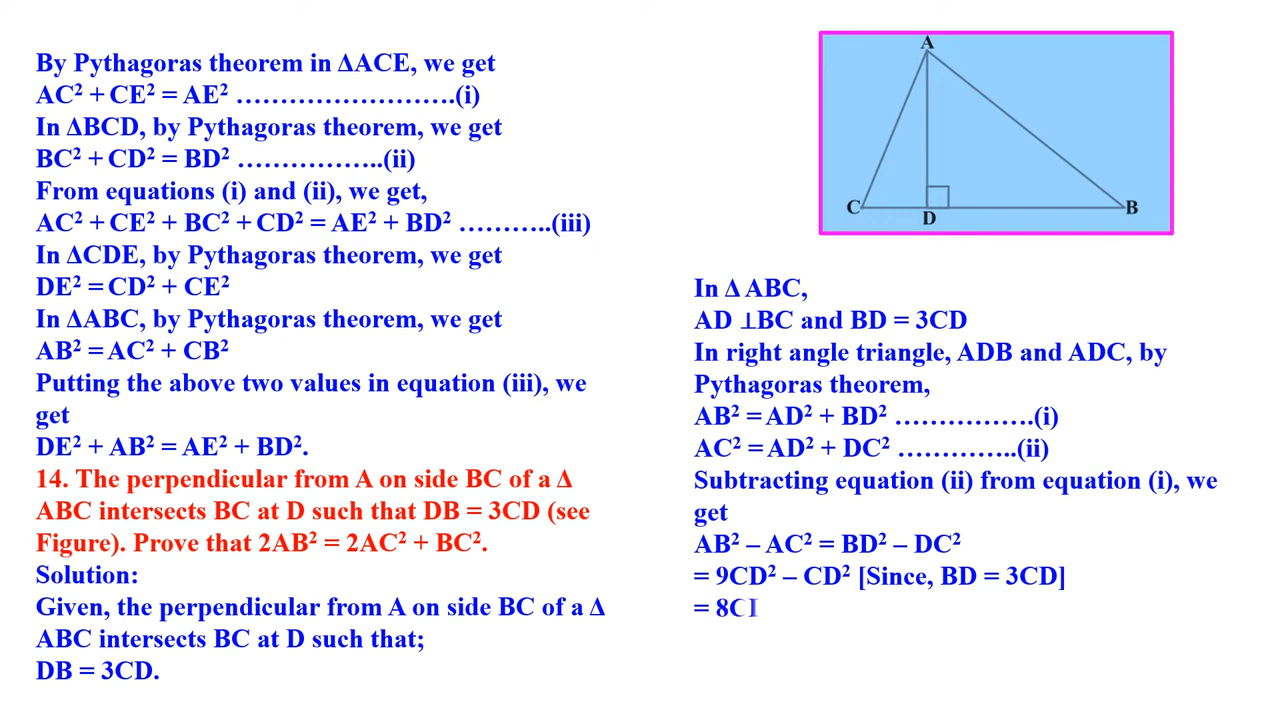 By Pythagoras theorem in ΔACE, we get
AC² + CE² = AE² ……………………….(i)
In ΔBCD, by Pythagoras theorem, we get
BC² + CD² = BD² ……………..(ii)
From equations (i) and (ii), we get,
AC² + CE² + BC² + CD² = AE² + BD² ………..(iii)
In ΔCDE, by Pythagoras theorem, we get
DE² = CD² + CE²
In ΔABC, by Pythagoras theorem, we get
AB² = AC² + CB²
Putting the above two values in equation (iii), we
get
DE² + AB² = AE² + BD².
14. The perpendicular from A on side BC of a Δ
ABC intersects BC at D such that DB = 3CD (see
Figure). Prove that 2AB² = 2AC² + BC².
Solution:
Given, the perpendicular from A on side BC of a Δ
ABC intersects BC at D such that;
DB = 3CD.
A
C
D
B
In Δ ABC,
AD ⊥BC and BD = 3CD
In right angle triangle, ADB and ADC, by
Pythagoras theorem,
AB² = AD² + BD² …………….(i)
AC² = AD² + DC² …………..(ii)
Subtracting equation (ii) from equation (i), we
get
AB² – AC² = BD² – DC²
= 9CD² – CD² [Since, BD = 3CD]
= 8C